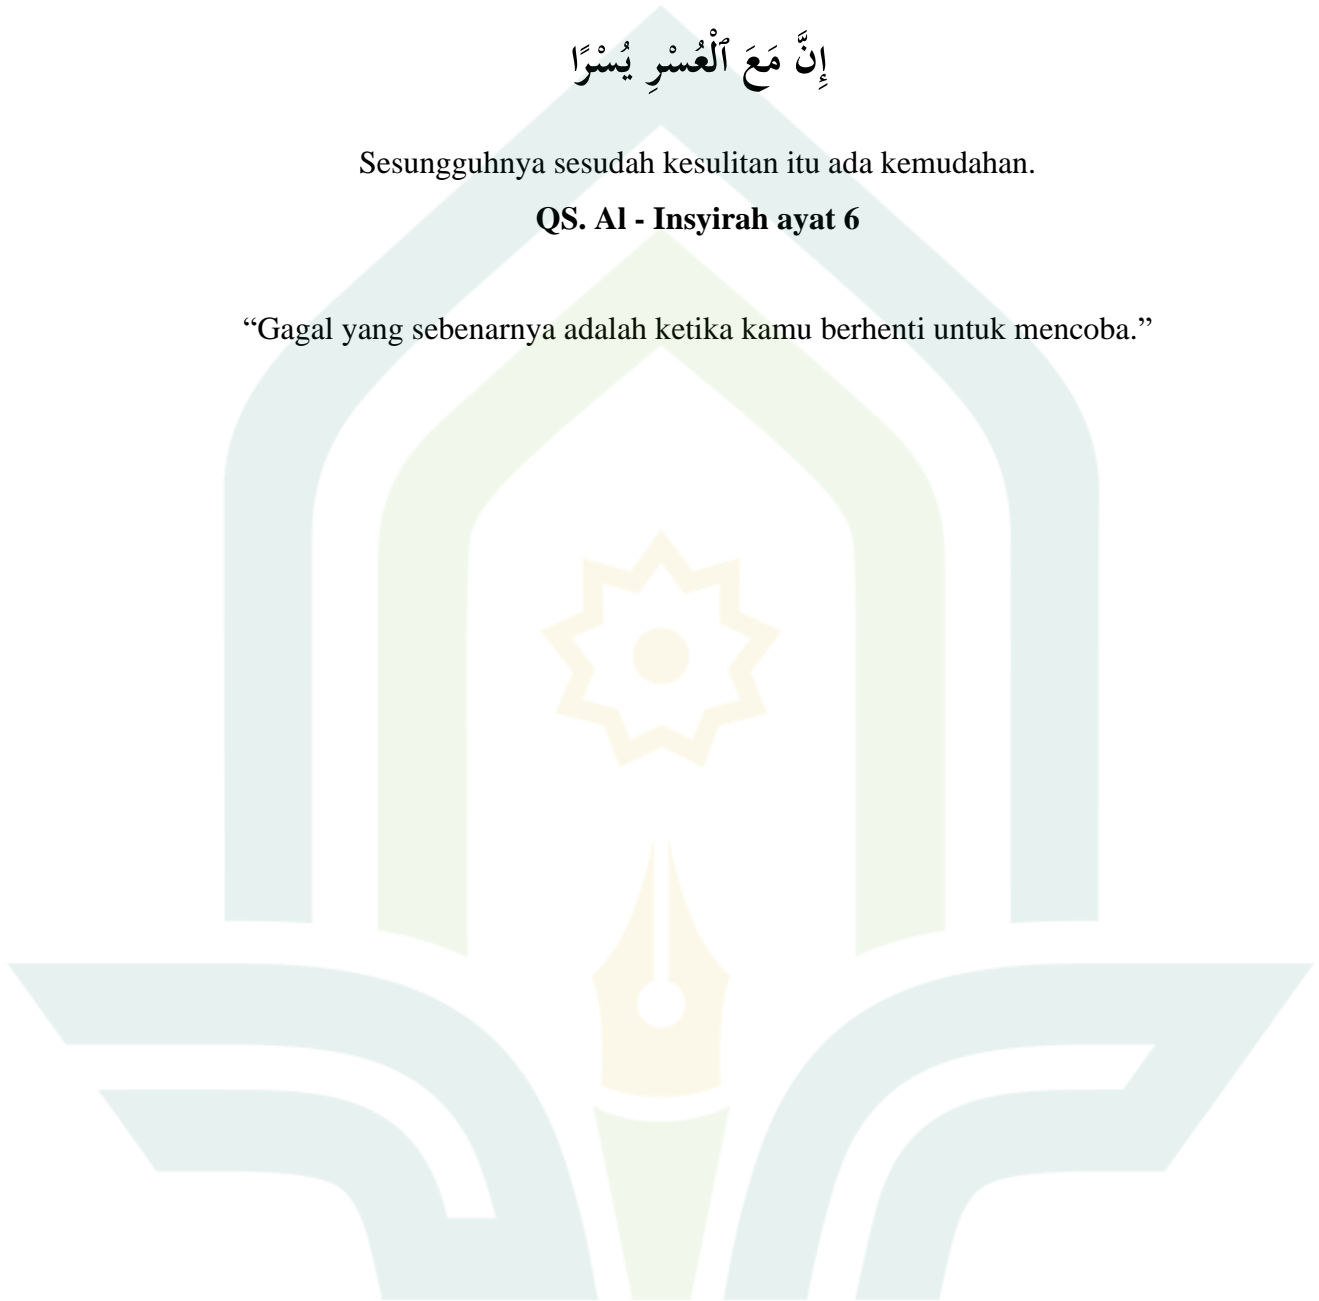 إِنَّ مَعَ ٱلْعُسْرِ يُسْرًا
Sesungguhnya sesudah kesulitan itu ada kemudahan.
QS. Al - Insyirah ayat 6
“Gagal yang sebenarnya adalah ketika kamu berhenti untuk mencoba.”